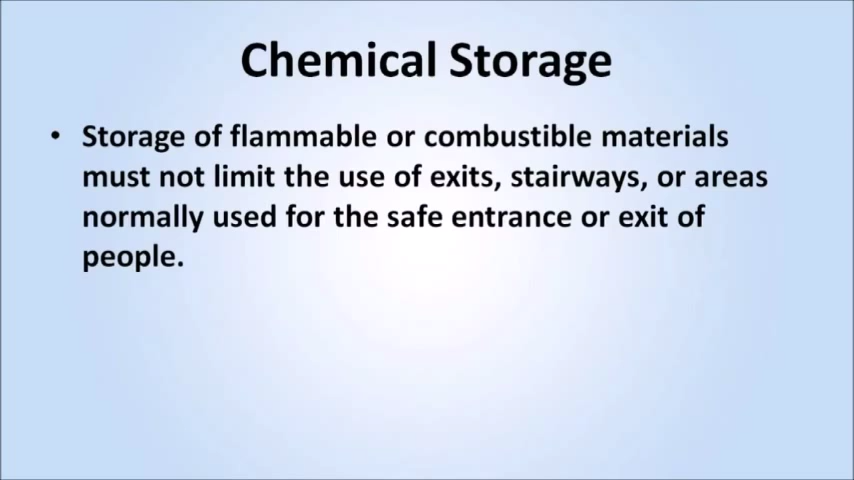 Chemical Storage
• Storage of flammable or combustible materials
must not limit the use of exits, stairways, or areas
normally used for the safe entrance or exit of
people.